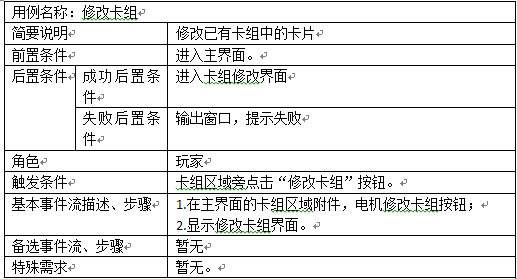 用例名称：修改卡组
简要说明 修改已有卡组中的卡片
前置条件 进入主界面。
后置条件 成功后置条件 进入卡组修改界面
失败后置条件 输出窗口，提示失败
角色 玩家
触发条件 卡组区域旁点击“修改卡组”按钮。
基本事件流描述、步骤 1.在主界面的卡组区域附件，电机修改卡组按钮；
2.显示修改卡组界面。
备选事件流、步骤 暂无
特殊需求 暂无。